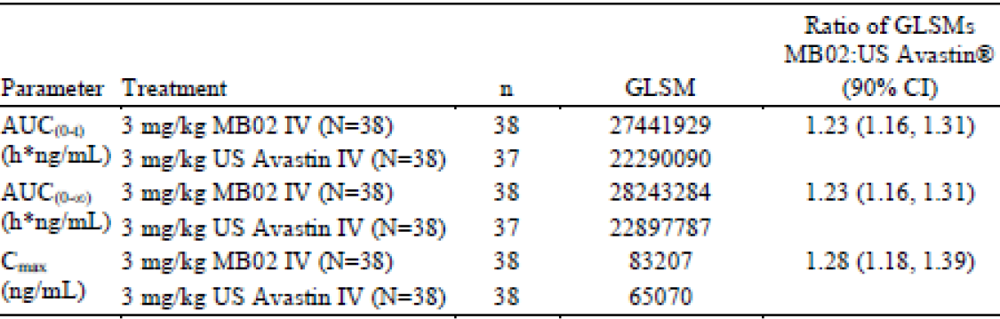 Ratio of GLSMs
MB02:US Avastin®
Parameter Treatment n GLSM (90% CI)
AUC(0-t) 3 mg/kg MB02 IV (N=38) 38 27441929 1.23 (1.16, 1.31)
(h*ng/mL) 3 mg/kg US Avastin IV (N=38) 37 22290090
AUC(0-∞) 3 mg/kg MB02 IV (N=38) 38 28243284 1.23 (1.16, 1.31)
(h*ng/mL) 3 mg/kg US Avastin IV (N=38) 37 22897787
Cmax 3 mg/kg MB02 IV (N=38) 38 83207 1.28 (1.18, 1.39)
(ng/mL) 3 mg/kg US Avastin IV (N=38) 38 65070